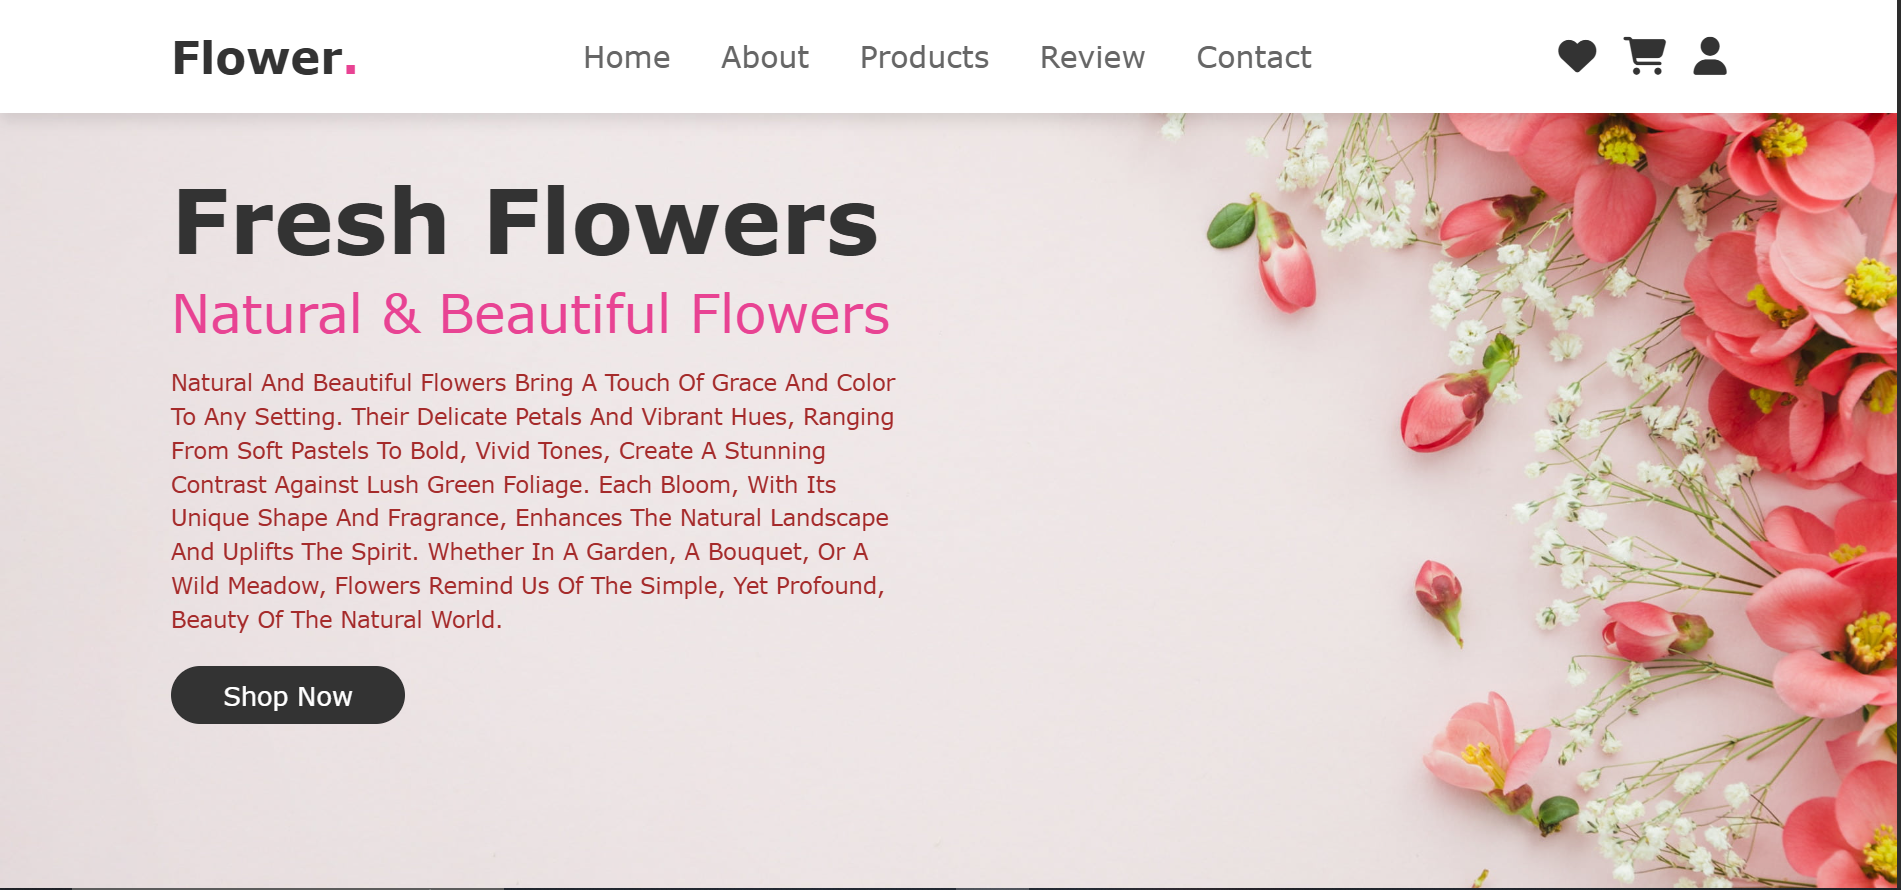 Flower.
Home About Products Review Contact
Fresh Flowers
Natural & Beautiful Flowers
Natural And Beautiful Flowers Bring A Touch Of Grace And Color
To Any Setting. Their Delicate Petals And Vibrant Hues, Ranging
From Soft Pastels To Bold, Vivid Tones, Create A Stunning
Contrast Against Lush Green Foliage. Each Bloom, With Its
Unique Shape And Fragrance, Enhances The Natural Landscape
And Uplifts The Spirit. Whether In A Garden, A Bouquet, Or A
Wild Meadow, Flowers Remind Us Of The Simple, Yet Profound,
Beauty Of The Natural World.
Shop Now